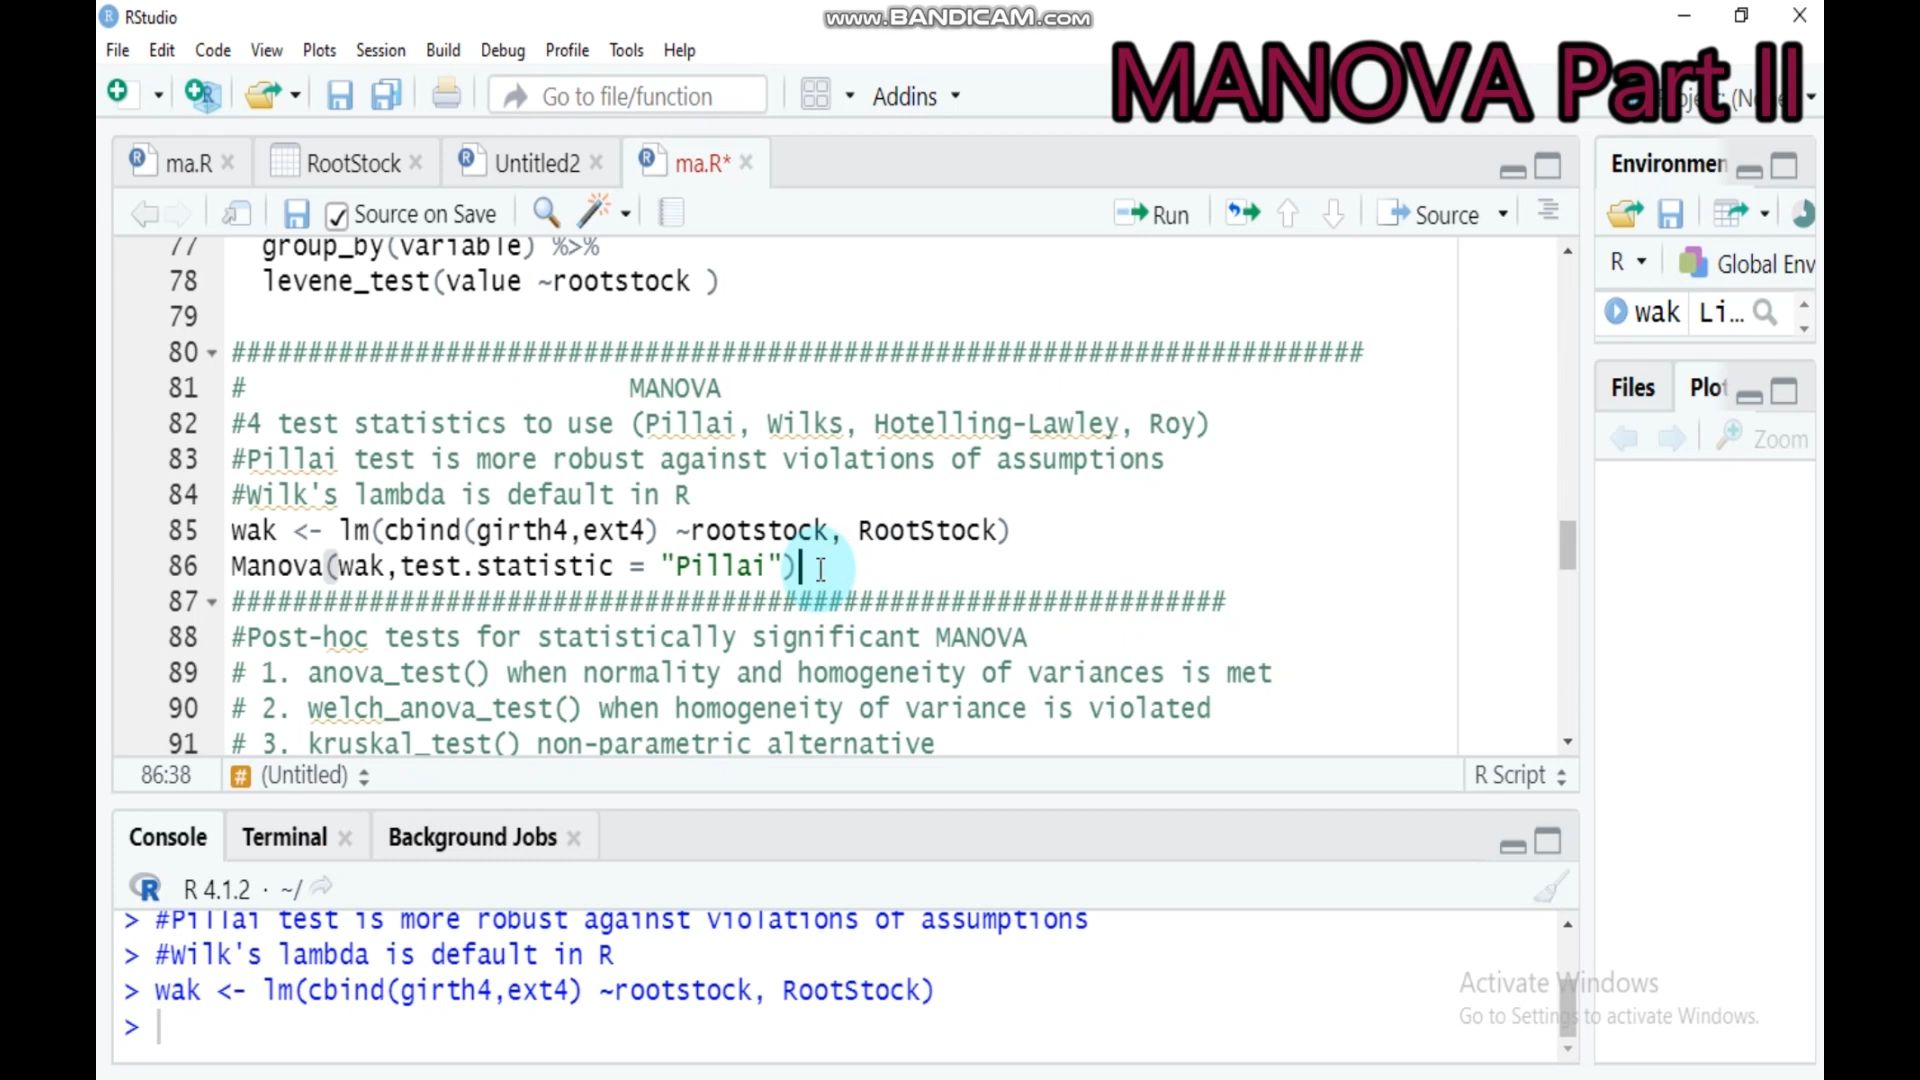 RStudio
www.BANDICAM.com
File Edit Code View Plots Session Build Debug Profile Tools Help
MANOVA Part II
Go to file/function
Addins
ma.R
RootStock
Untitled2
ma.R*
Source on Save
Run
Source
77 group_by(variable) %>%
78 levene_test(value ~rootstock )
79
80 ##########################################################################
81 # MANOVA
82 #4 test statistics to use (Pillai, Wilks, Hotelling-Lawley, Roy)
83 #Pillai test is more robust against violations of assumptions
84 #Wilk's lambda is default in R
85 wak <- lm(cbind(girth4,ext4) ~rootstock, RootStock)
86 Manova(wak,test.statistic = "Pillai")
87 #################################################################
88 #Post-hoc tests for statistically significant MANOVA
89 # 1. anova_test() when normality and homogeneity of variances is met
90 # 2. welch_anova_test() when homogeneity of variance is violated
91 # 3. kruskal_test() non-parametric alternative
86:38
# (Untitled)
R Script
Environmen
R
Global Env
wak Li...
Files
Plot
Zoom
Console
Terminal
Background Jobs
R 4.1.2 · ~/
> #Pillai test is more robust against violations of assumptions
> #Wilk's lambda is default in R
> wak <- lm(cbind(girth4,ext4) ~rootstock, RootStock)
>
Activate Windows
Go to Settings to activate Windows.